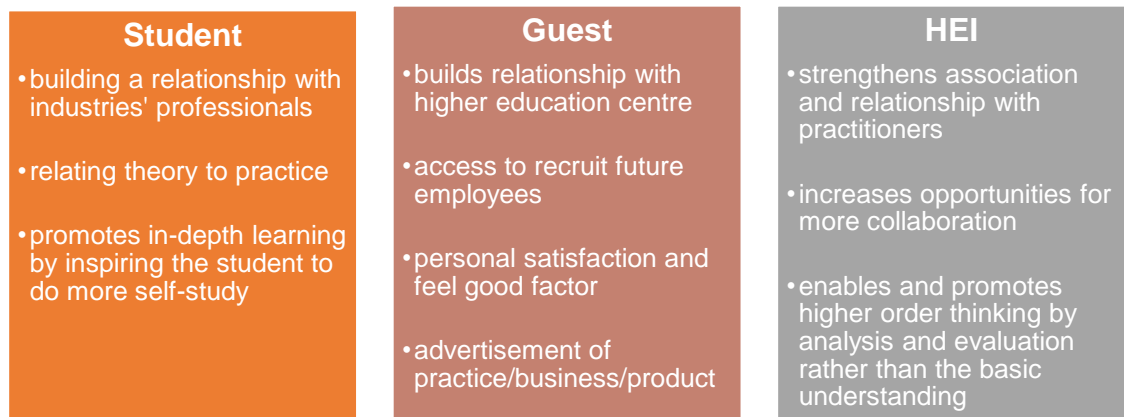 Student
•building a relationship with
industries' professionals
•relating theory to practice
•promotes in-depth learning
by inspiring the student to
do more self-study
Guest
•builds relationship with
higher education centre
•access to recruit future
employees
•personal satisfaction and
feel good factor
•advertisement of
practice/business/product
HEI
•strengthens association
and relationship with
practitioners
•increases opportunities for
more collaboration
•enables and promotes
higher order thinking by
analysis and evaluation
rather than the basic
understanding